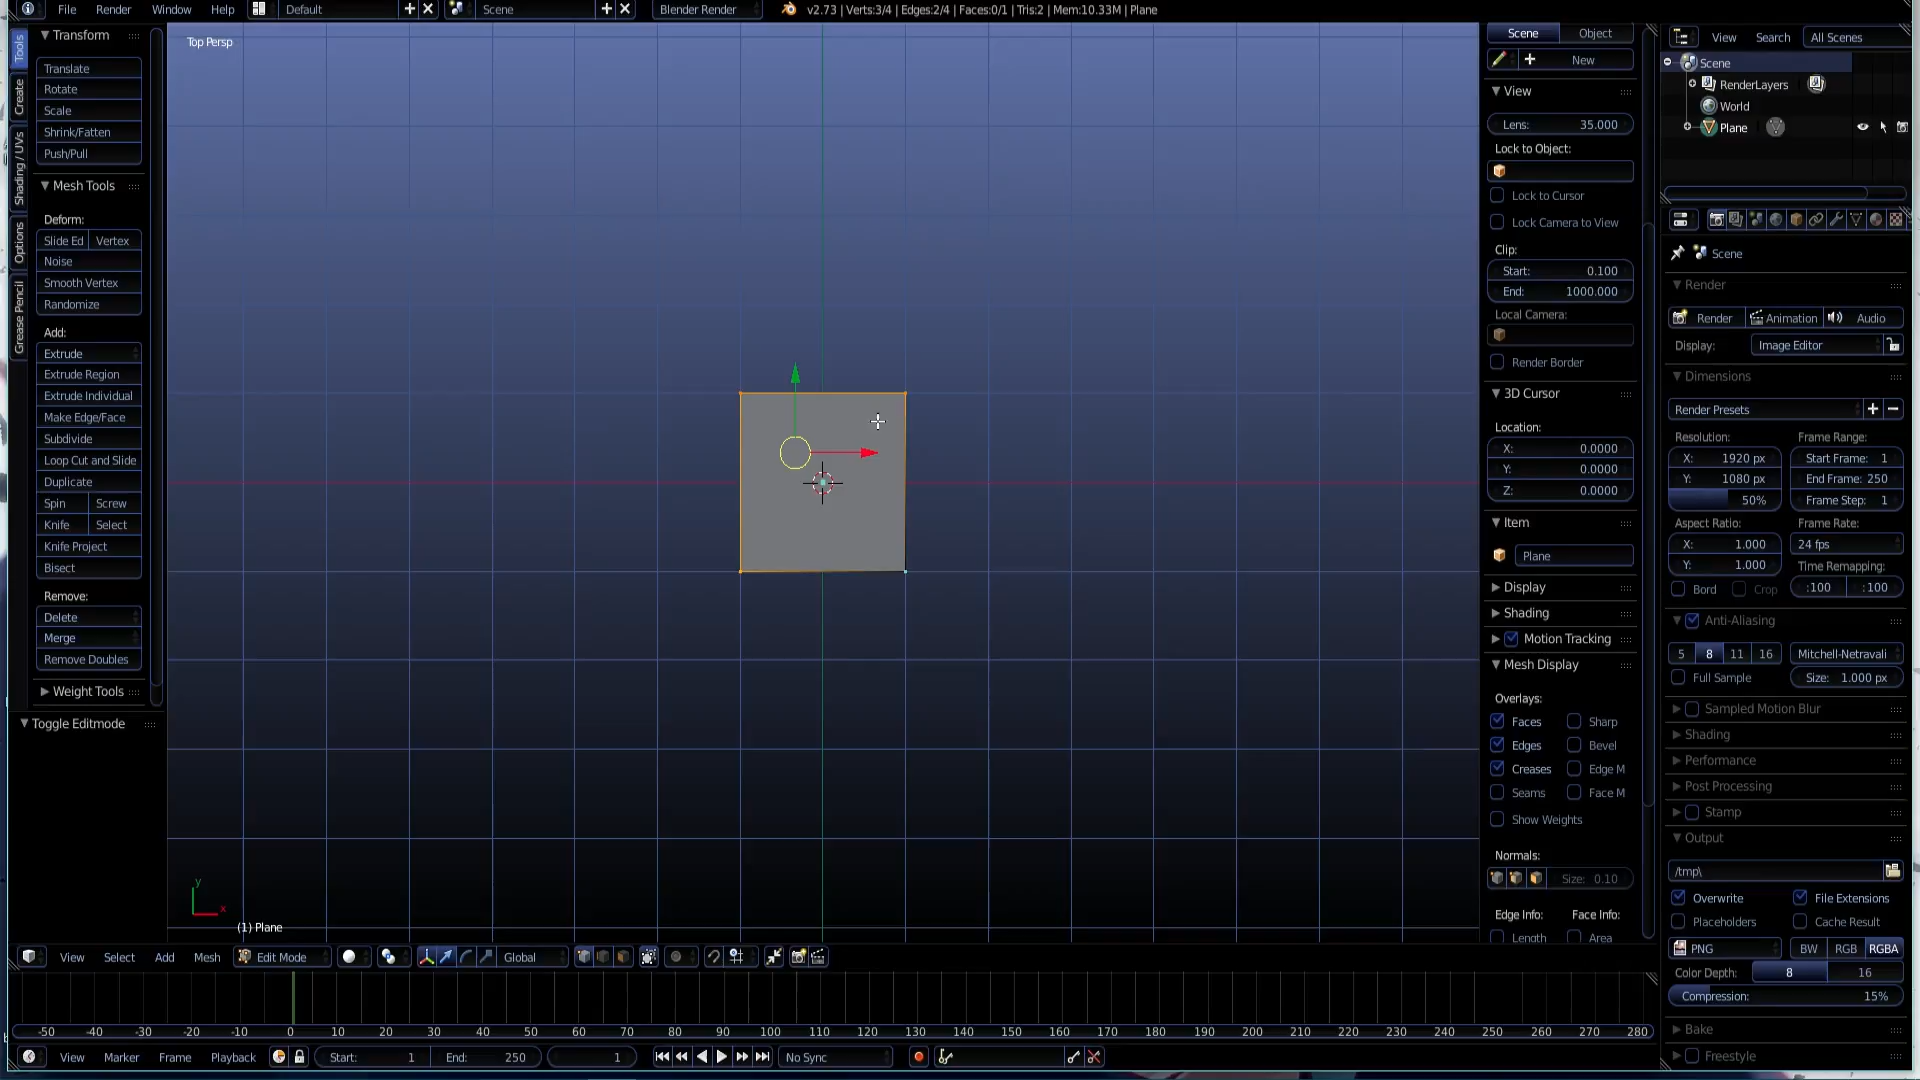 File Render Window Help Default Scene Blender Render v2.73 | Verts:3/4 | Edges:2/4 | Faces:0/1 | Tris:2 | Mem:10.33M | Plane
Tools
Create
Shading / UVs
Options
Grease Pencil
Transform
Translate
Rotate
Scale
Shrink/Fatten
Push/Pull
Mesh Tools
Deform:
Slide Ed Vertex
Noise
Smooth Vertex
Randomize
Add:
Extrude
Extrude Region
Extrude Individual
Make Edge/Face
Subdivide
Loop Cut and Slide
Duplicate
Spin Screw
Knife Select
Knife Project
Bisect
Remove:
Delete
Merge
Remove Doubles
Weight Tools
Toggle Editmode
Top Persp
y
x
(1) Plane
Scene Object
New
View
Lens: 35.000
Lock to Object:
Lock to Cursor
Lock Camera to View
Clip:
Start: 0.100
End: 1000.000
Local Camera:
Render Border
3D Cursor
Location:
X: 0.0000
Y: 0.0000
Z: 0.0000
Item
Plane
Display
Shading
Motion Tracking
Mesh Display
Overlays:
Faces Sharp
Edges Bevel
Creases Edge M
Seams Face M
Show Weights
Normals:
Size: 0.10
Edge Info: Face Info:
Length Area
View Search All Scenes
Scene
RenderLayers
World
Plane
Scene
Render
Render Animation Audio
Display: Image Editor
Dimensions
Render Presets
Resolution: Frame Range:
X: 1920 px Start Frame: 1
Y: 1080 px End Frame: 250
50% Frame Step: 1
Aspect Ratio: Frame Rate:
X: 1.000 24 fps
Y: 1.000 Time Remapping:
Bord Crop :100 :100
Anti-Aliasing
5 8 11 16 Mitchell-Netravali
Full Sample Size: 1.000 px
Sampled Motion Blur
Shading
Performance
Post Processing
Stamp
Output
/tmp\
Overwrite File Extensions
Placeholders Cache Result
PNG BW RGB RGBA
Color Depth: 8 16
Compression: 15%
Bake
Freestyle
View Select Add Mesh Edit Mode Global
-50 -40 -30 -20 -10 0 10 20 30 40 50 60 70 80 90 100 110 120 130 140 150 160 170 180 190 200 210 220 230 240 250 260 270 280
View Marker Frame Playback Start: 1 End: 250 1 No Sync